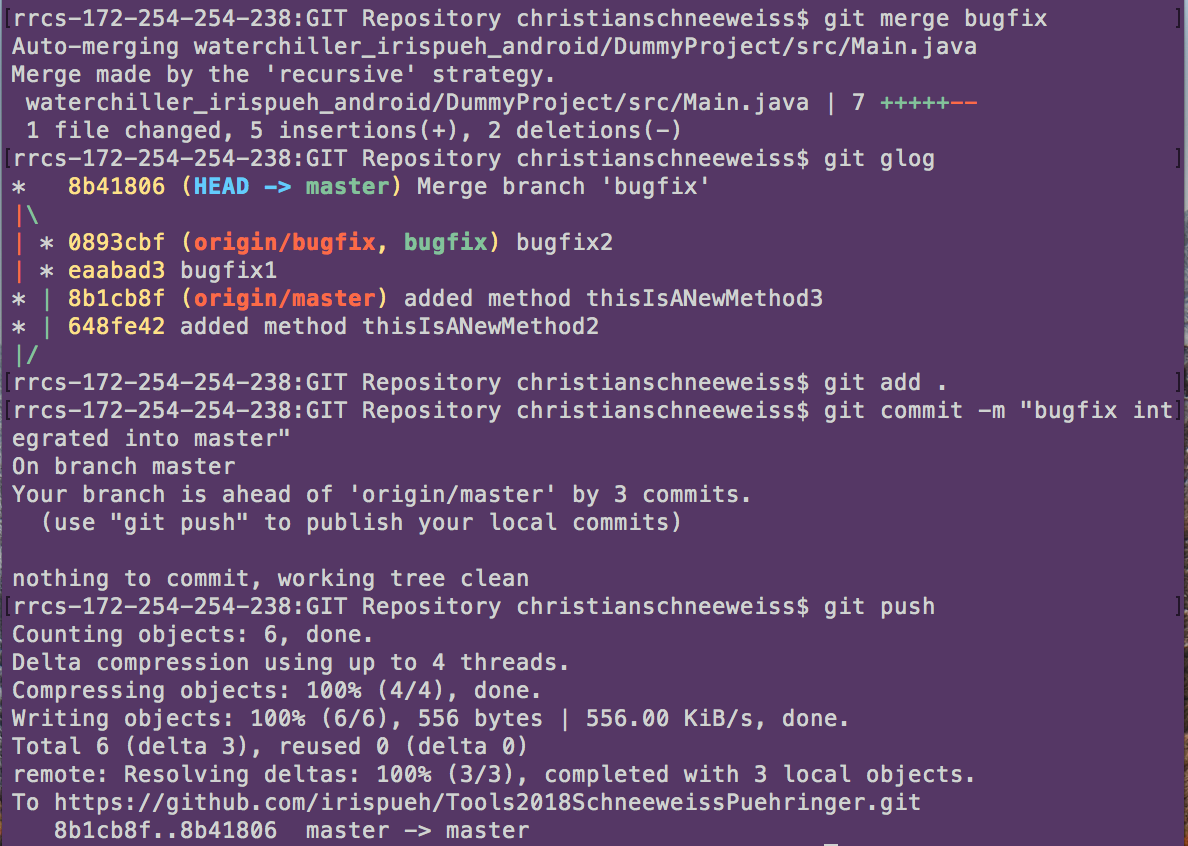 [rrcs-172-254-254-238:GIT Repository christianschneeweiss$ git merge bugfix ]
Auto-merging waterchiller_irispueh_android/DummyProject/src/Main.java
Merge made by the 'recursive' strategy.
 waterchiller_irispueh_android/DummyProject/src/Main.java | 7 +++++--
 1 file changed, 5 insertions(+), 2 deletions(-)
[rrcs-172-254-254-238:GIT Repository christianschneeweiss$ git glog ]
*   8b41806 (HEAD -> master) Merge branch 'bugfix'
|\
| * 0893cbf (origin/bugfix, bugfix) bugfix2
| * eaabad3 bugfix1
* | 8b1cb8f (origin/master) added method thisIsANewMethod3
* | 648fe42 added method thisIsANewMethod2
|/
[rrcs-172-254-254-238:GIT Repository christianschneeweiss$ git add . ]
[rrcs-172-254-254-238:GIT Repository christianschneeweiss$ git commit -m "bugfix int]
egrated into master"
On branch master
Your branch is ahead of 'origin/master' by 3 commits.
  (use "git push" to publish your local commits)

nothing to commit, working tree clean
[rrcs-172-254-254-238:GIT Repository christianschneeweiss$ git push ]
Counting objects: 6, done.
Delta compression using up to 4 threads.
Compressing objects: 100% (4/4), done.
Writing objects: 100% (6/6), 556 bytes | 556.00 KiB/s, done.
Total 6 (delta 3), reused 0 (delta 0)
remote: Resolving deltas: 100% (3/3), completed with 3 local objects.
To https://github.com/irispueh/Tools2018SchneeweissPuehringer.git
   8b1cb8f..8b41806  master -> master